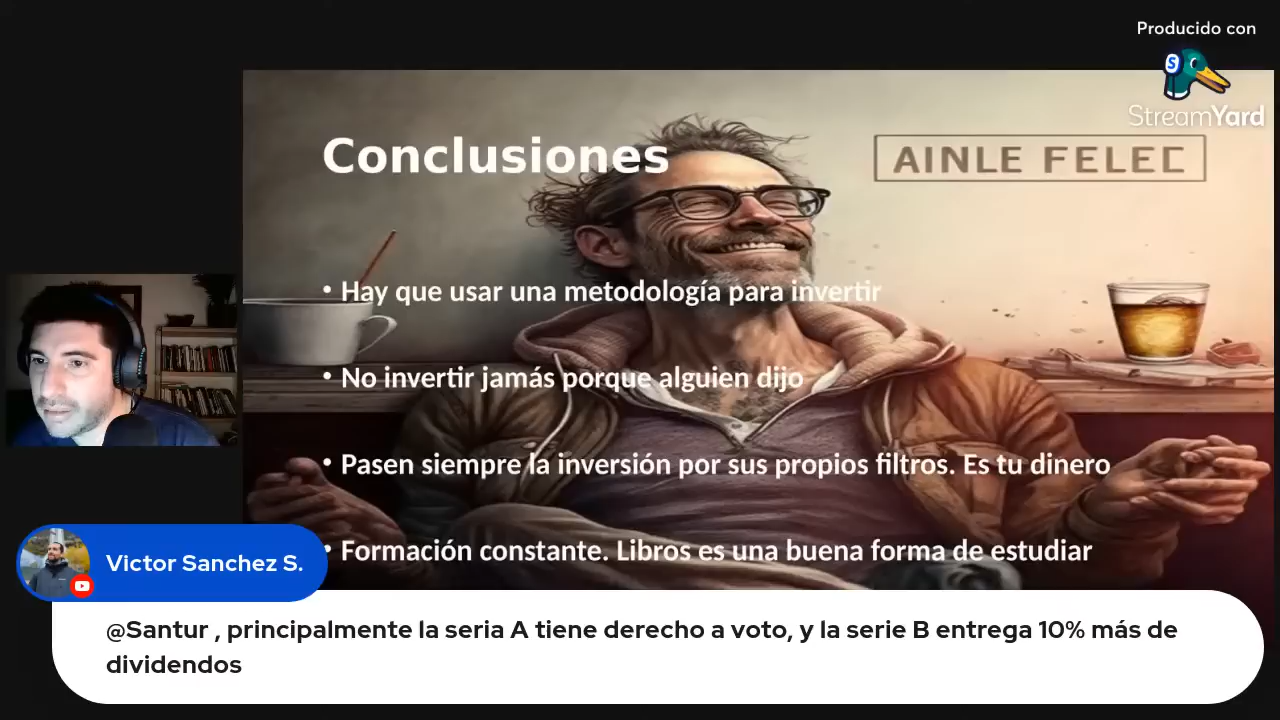 Producido con
StreamYard
Conclusiones
AINLE FELEC
• Hay que usar una metodología para invertir
• No invertir jamás porque alguien dijo
• Pasen siempre la inversión por sus propios filtros. Es tu dinero
• Formación constante. Libros es una buena forma de estudiar
Victor Sanchez S.
@Santur , principalmente la seria A tiene derecho a voto, y la serie B entrega 10% más de
dividendos